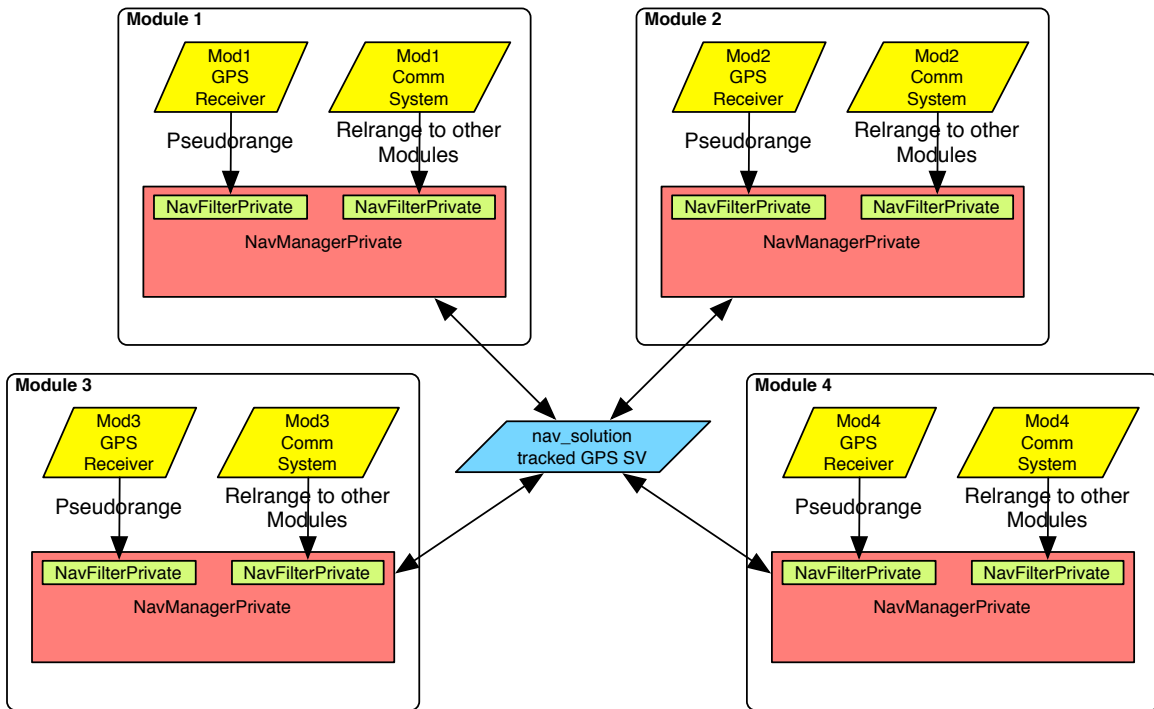 Module 1
Mod1
GPS
Receiver
Mod1
Comm
System
Pseudorange
Relrange to other
Modules
NavFilterPrivate
NavFilterPrivate
NavManagerPrivate
Module 2
Mod2
GPS
Receiver
Mod2
Comm
System
Pseudorange
Relrange to other
Modules
NavFilterPrivate
NavFilterPrivate
NavManagerPrivate
Module 3
Mod3
GPS
Receiver
Mod3
Comm
System
Pseudorange
Relrange to other
Modules
NavFilterPrivate
NavFilterPrivate
NavManagerPrivate
nav_solution
tracked GPS SV
Module 4
Mod4
GPS
Receiver
Mod4
Comm
System
Pseudorange
Relrange to other
Modules
NavFilterPrivate
NavFilterPrivate
NavManagerPrivate